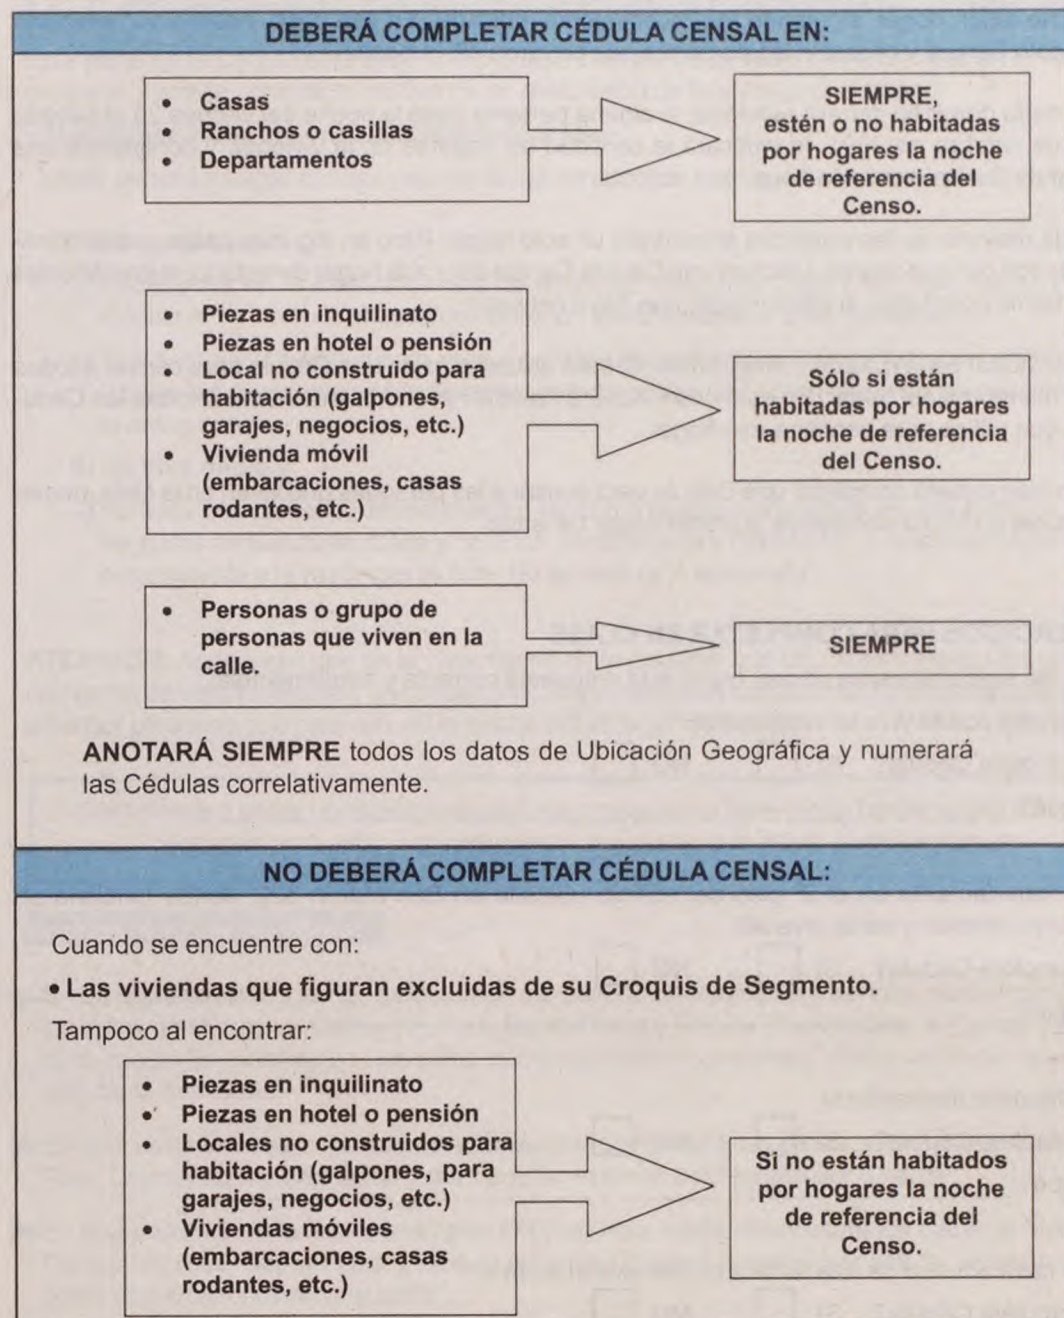 DEBERÁ COMPLETAR CÉDULA CENSAL EN:
• Casas
• Ranchos o casillas
• Departamentos
SIEMPRE,
estén o no habitadas
por hogares la noche
de referencia del
Censo.
• Piezas en inquilinato
• Piezas en hotel o pensión
Local no construido para
habitación (galpones,
garajes, negocios, etc.)
• Vivienda móvil
(embarcaciones, casas
rodantes, etc.)
Sólo si están
habitadas por hogares
la noche de referencia
del Censo.
• Personas o grupo de
personas que viven en la
calle.
SIEMPRE
ANOTARÁ SIEMPRE todos los datos de Ubicación Geográfica y numerará
las Cédulas correlativamente.
NO DEBERÁ COMPLETAR CÉDULA CENSAL:
Cuando se encuentre con:
• Las viviendas que figuran excluidas de su Croquis de Segmento.
Tampoco al encontrar:
• Piezas en inquilinato
• Piezas en hotel o pensión
• Locales no construidos para
habitación (galpones, para
garajes, negocios, etc.)
• Viviendas móviles
(embarcaciones, casas
rodantes, etc.)
Si no están habitados
por hogares la noche
de referencia del
Censo.